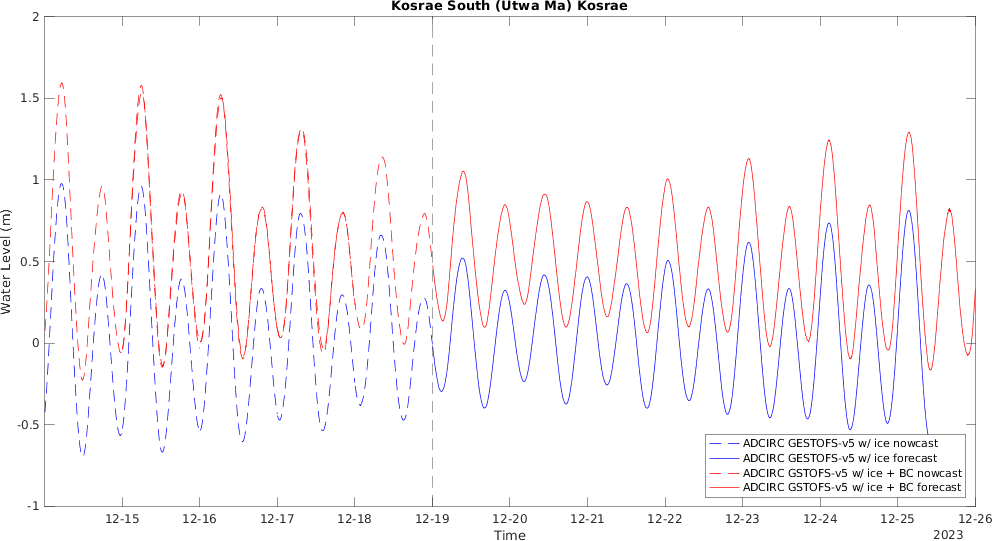 Kosrae South (Utwa Ma) Kosrae
2
1.5
1
0.5
0
-0.5
-1
Water Level (m)
12-15
12-16
12-17
12-18
12-19
12-20
12-21
12-22
12-23
12-24
12-25
12-26
Time
2023
ADCIRC GESTOFS-v5 w/ ice nowcast
ADCIRC GESTOFS-v5 w/ ice forecast
ADCIRC GSTOFS-v5 w/ ice + BC nowcast
ADCIRC GSTOFS-v5 w/ ice + BC forecast